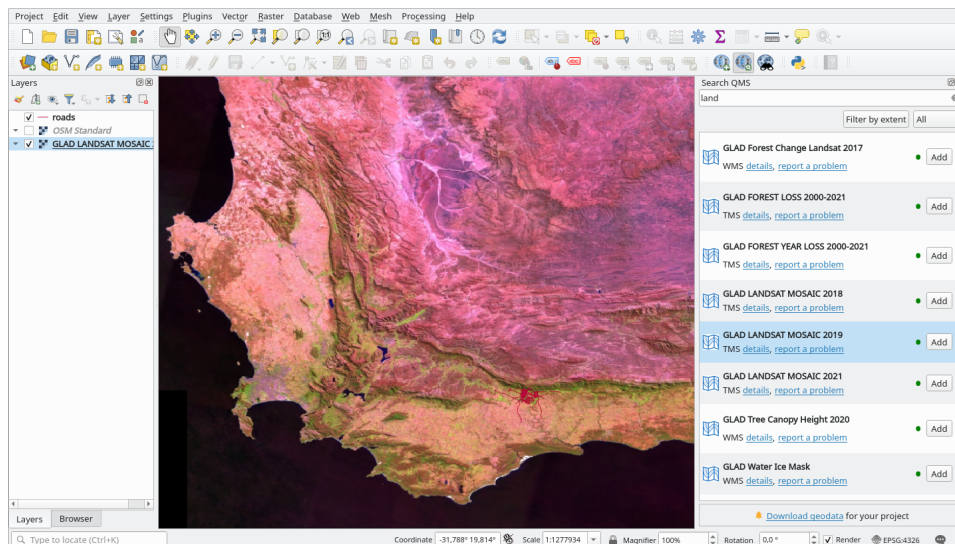 Project Edit View Layer Settings Plugins Vector Raster Database Web Mesh Processing Help
Layers
roads
OSM Standard
GLAD LANDSAT MOSAIC
Layers Browser
Type to locate (Ctrl+K)
Search QMS
land
Filter by extent All
GLAD Forest Change Landsat 2017
WMS details, report a problem
Add
GLAD FOREST LOSS 2000-2021
TMS details, report a problem
Add
GLAD FOREST YEAR LOSS 2000-2021
TMS details, report a problem
Add
GLAD LANDSAT MOSAIC 2018
TMS details, report a problem
Add
GLAD LANDSAT MOSAIC 2019
TMS details, report a problem
Add
GLAD LANDSAT MOSAIC 2021
TMS details, report a problem
Add
GLAD Tree Canopy Height 2020
WMS details, report a problem
Add
GLAD Water Ice Mask
WMS details, report a problem
Add
Download geodata for your project
Coordinate -31,788° 19,814° Scale 1:1277934 Magnifier 100% Rotation 0,0 ° Render EPSG:4326